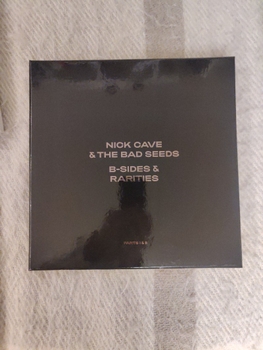 NICK CAVE
& THE BAD SEEDS
B-SIDES &
RARITIES